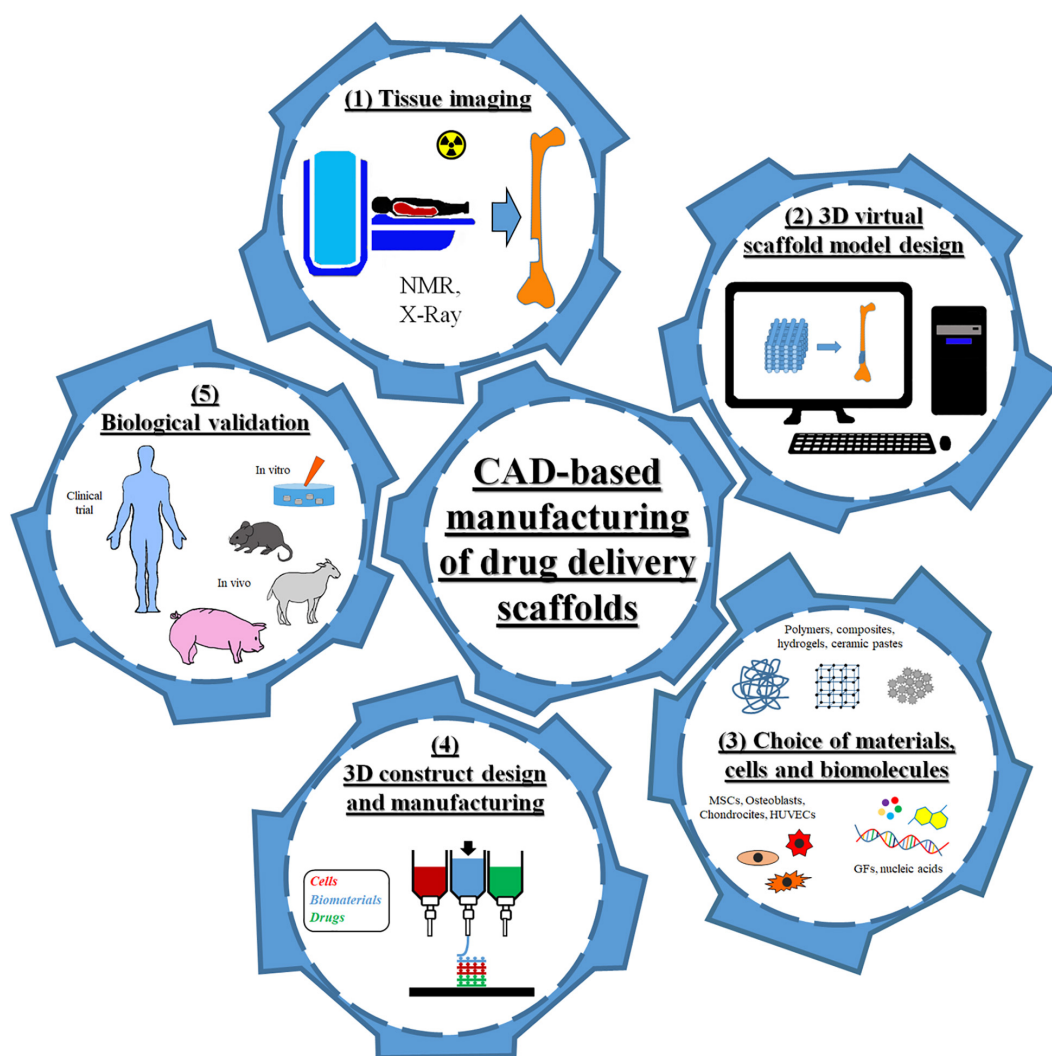 (1) Tissue imaging
NMR,
X-Ray
(2) 3D virtual
scaffold model design
(5)
Biological validation
Clinical
trial
In vitro
In vivo
CAD-based
manufacturing
of drug delivery
scaffolds
Polymers, composites,
hydrogels, ceramic pastes
(3) Choice of materials,
cells and biomolecules
MSCs, Osteoblasts,
Chondrocites, HUVECs
GFs, nucleic acids
(4)
3D construct design
and manufacturing
Cells
Biomaterials
Drugs